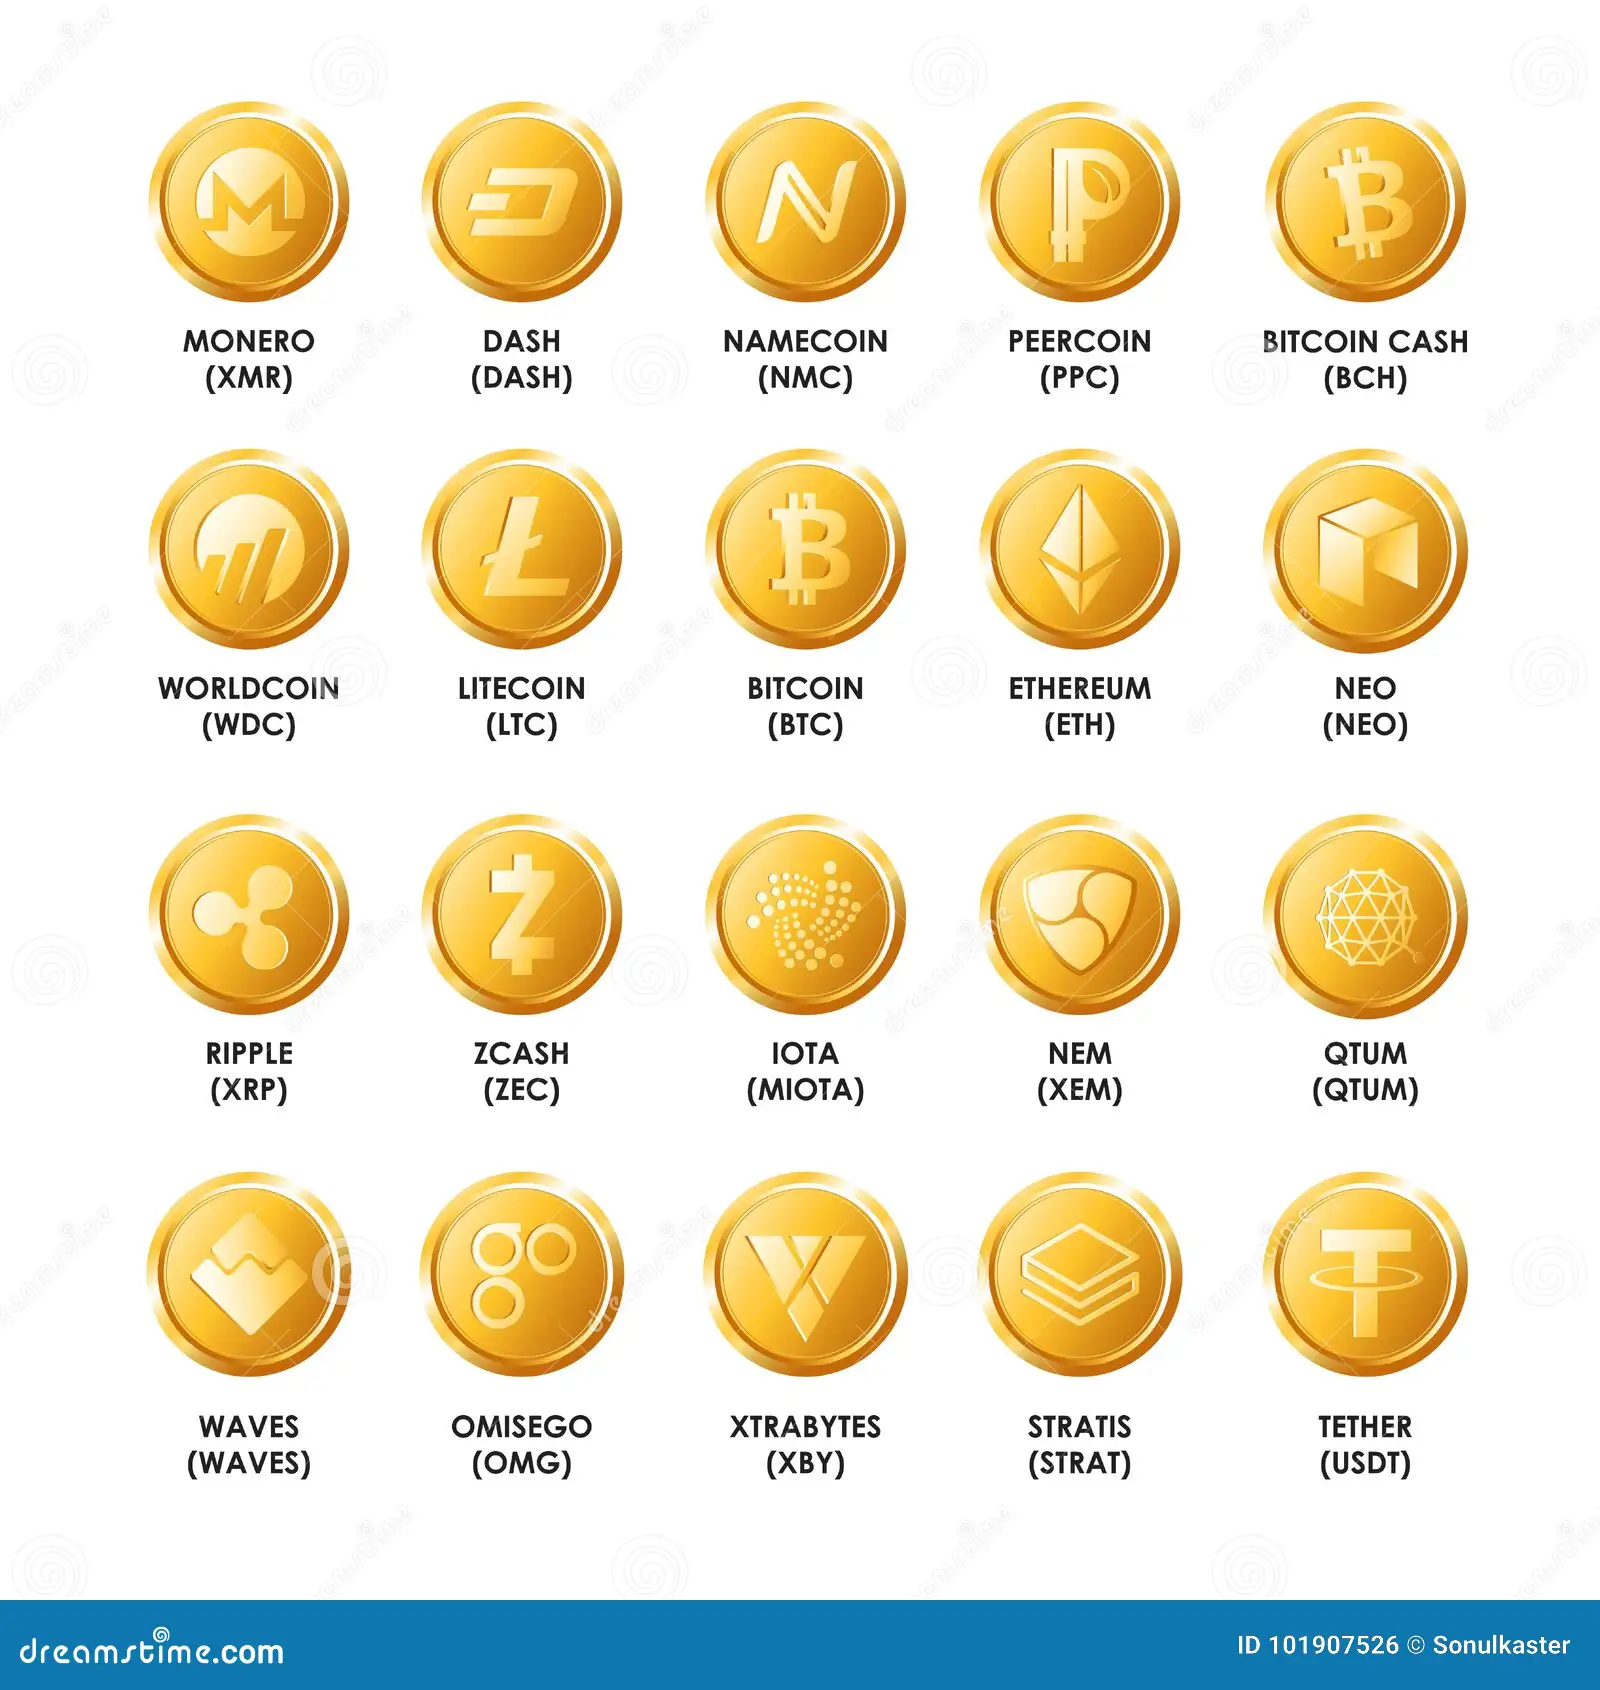 MONERO
(XMR)
DASH
(DASH)
NAMECOIN
(NMC)
PEERCOIN
(PPC)
BITCOIN CASH
(BCH)
WORLDCOIN
(WDC)
LITECOIN
(LTC)
BITCOIN
(BTC)
ETHEREUM
(ETH)
NEO
(NEO)
RIPPLE
(XRP)
ZCASH
(ZEC)
IOTA
(MIOTA)
NEM
(XEM)
QTUM
(QTUM)
WAVES
(WAVES)
OMISEGO
(OMG)
XTRABYTES
(XBY)
STRATIS
(STRAT)
TETHER
(USDT)
dreamstime.com
ID 101907526 © Sonulkaster